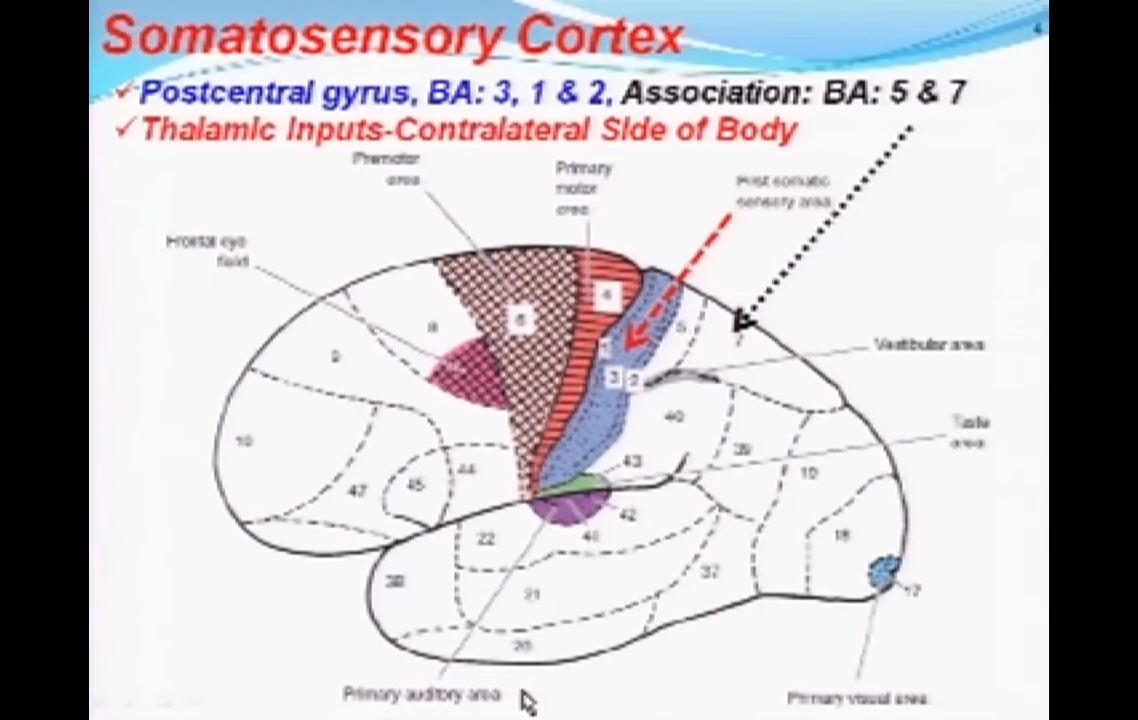 4
Somatosensory Cortex
✓Postcentral gyrus, BA: 3, 1 & 2, Association: BA: 5 & 7
✓Thalamic Inputs-Contralateral Side of Body
Premotor
area
Primary
motor
area
First somatic
sensory area
Frontal eye
field
8
6
4
5
9
1
3
2
Vestibular area
10
40
Taste
area
47
45
44
43
39
19
22
41
42
18
38
21
37
17
20
Primary auditory area
Primary visual area